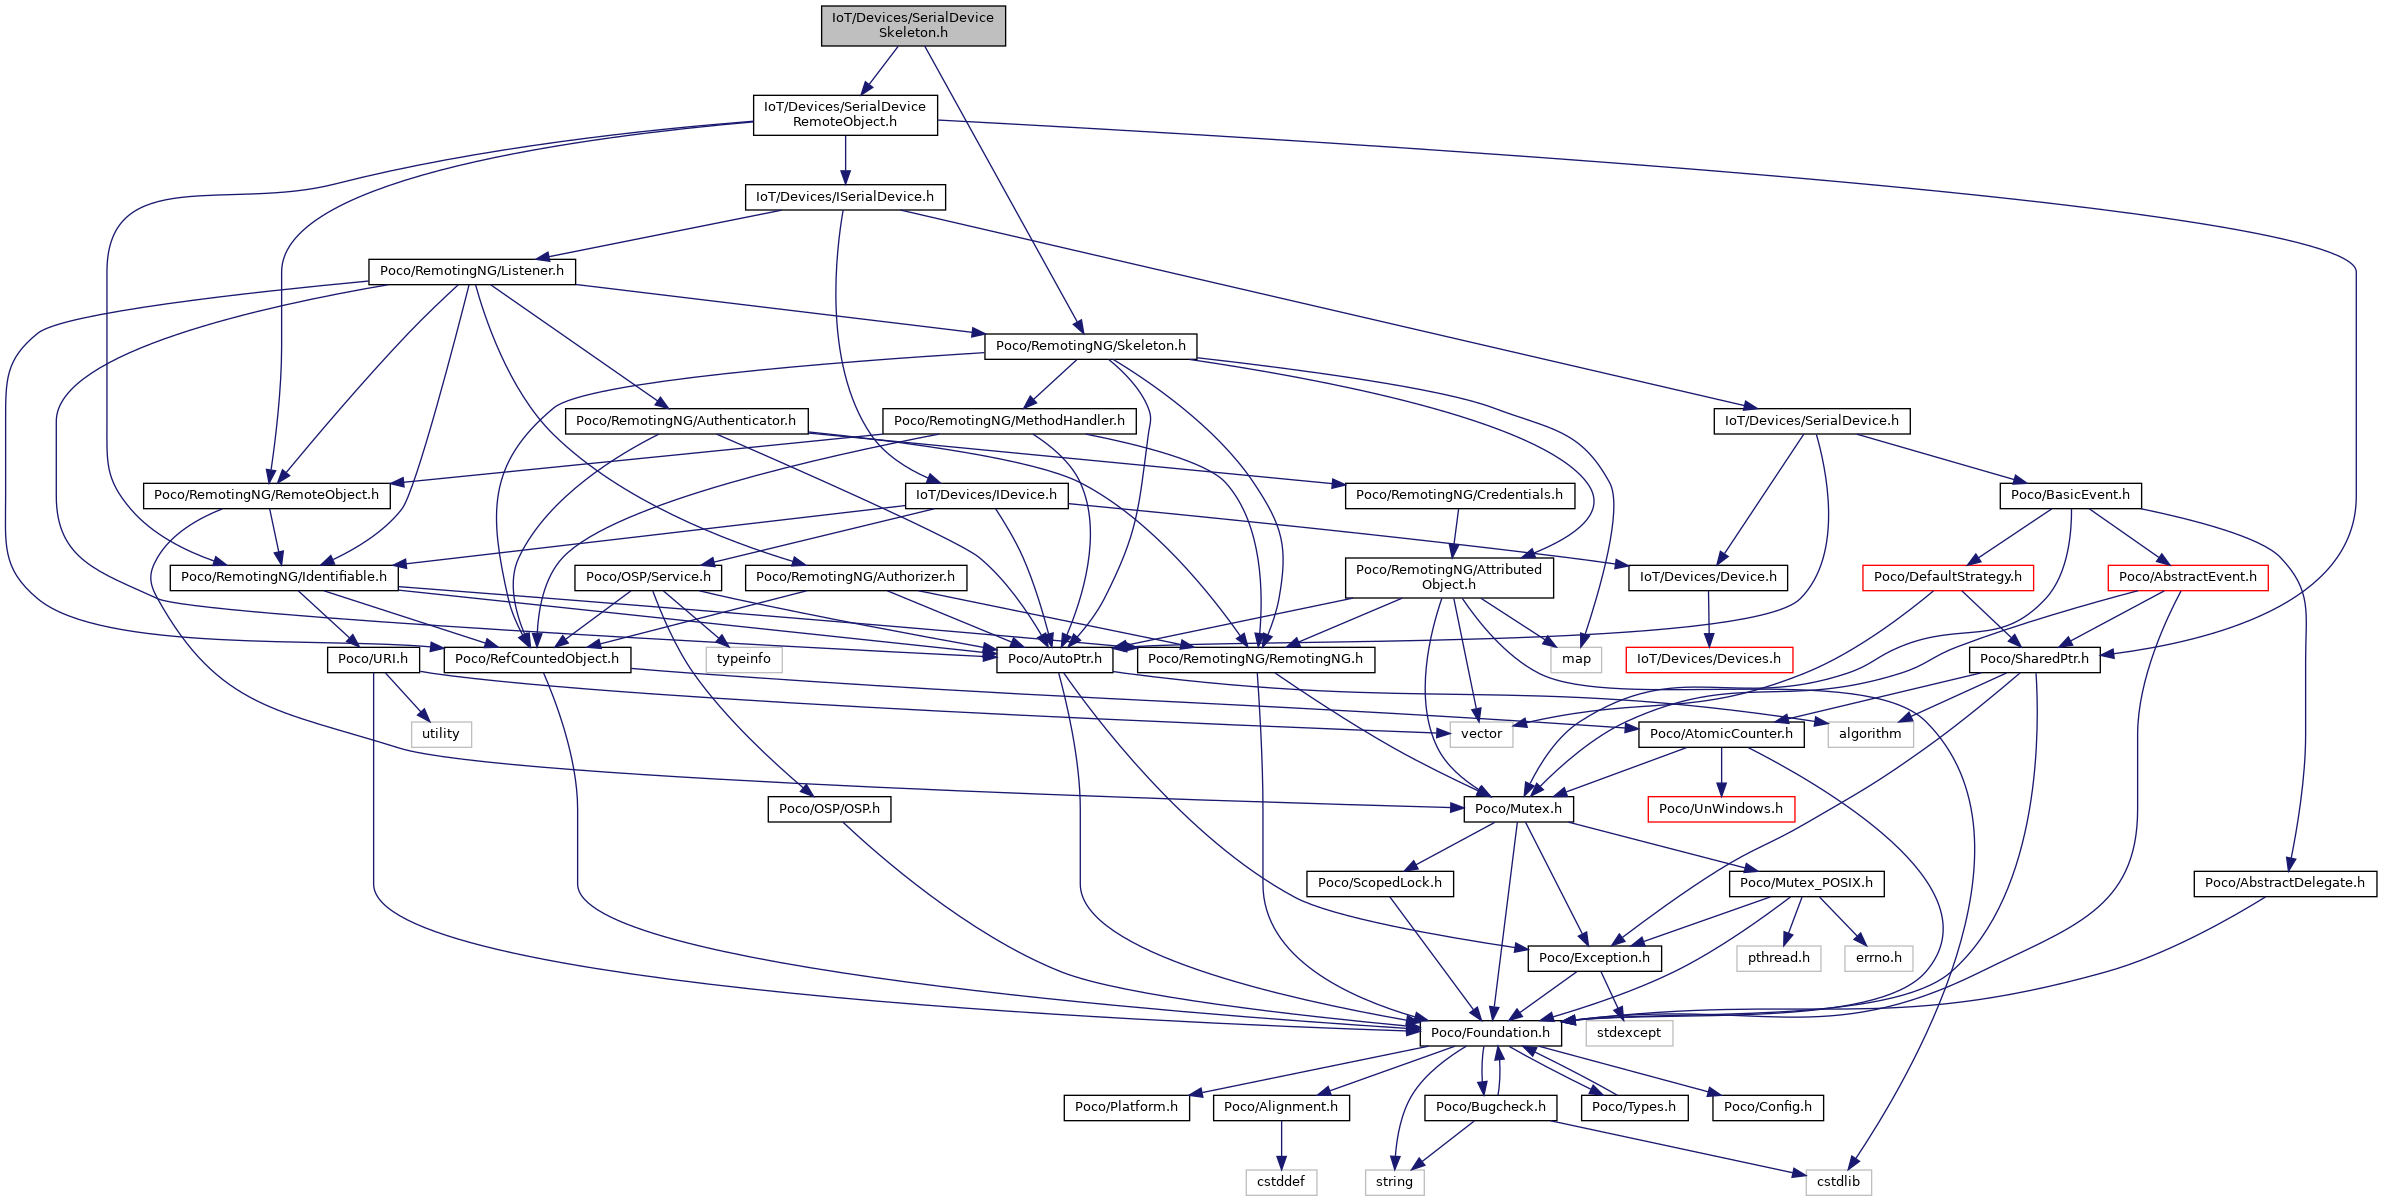 IoT/Devices/SerialDevice
Skeleton.h
IoT/Devices/SerialDevice
RemoteObject.h
IoT/Devices/ISerialDevice.h
Poco/RemotingNG/Listener.h
Poco/RemotingNG/Skeleton.h
Poco/RemotingNG/Authenticator.h
Poco/RemotingNG/MethodHandler.h
IoT/Devices/SerialDevice.h
Poco/RemotingNG/RemoteObject.h
IoT/Devices/IDevice.h
Poco/RemotingNG/Credentials.h
Poco/BasicEvent.h
Poco/RemotingNG/Identifiable.h
Poco/OSP/Service.h
Poco/RemotingNG/Authorizer.h
Poco/RemotingNG/Attributed
Object.h
IoT/Devices/Device.h
Poco/DefaultStrategy.h
Poco/AbstractEvent.h
Poco/URI.h
Poco/RefCountedObject.h
typeinfo
Poco/AutoPtr.h
Poco/RemotingNG/RemotingNG.h
map
IoT/Devices/Devices.h
Poco/SharedPtr.h
utility
vector
Poco/AtomicCounter.h
algorithm
Poco/OSP/OSP.h
Poco/Mutex.h
Poco/UnWindows.h
Poco/ScopedLock.h
Poco/Mutex_POSIX.h
Poco/AbstractDelegate.h
Poco/Exception.h
pthread.h
errno.h
Poco/Foundation.h
stdexcept
Poco/Platform.h
Poco/Alignment.h
Poco/Bugcheck.h
Poco/Types.h
Poco/Config.h
cstddef
string
cstdlib